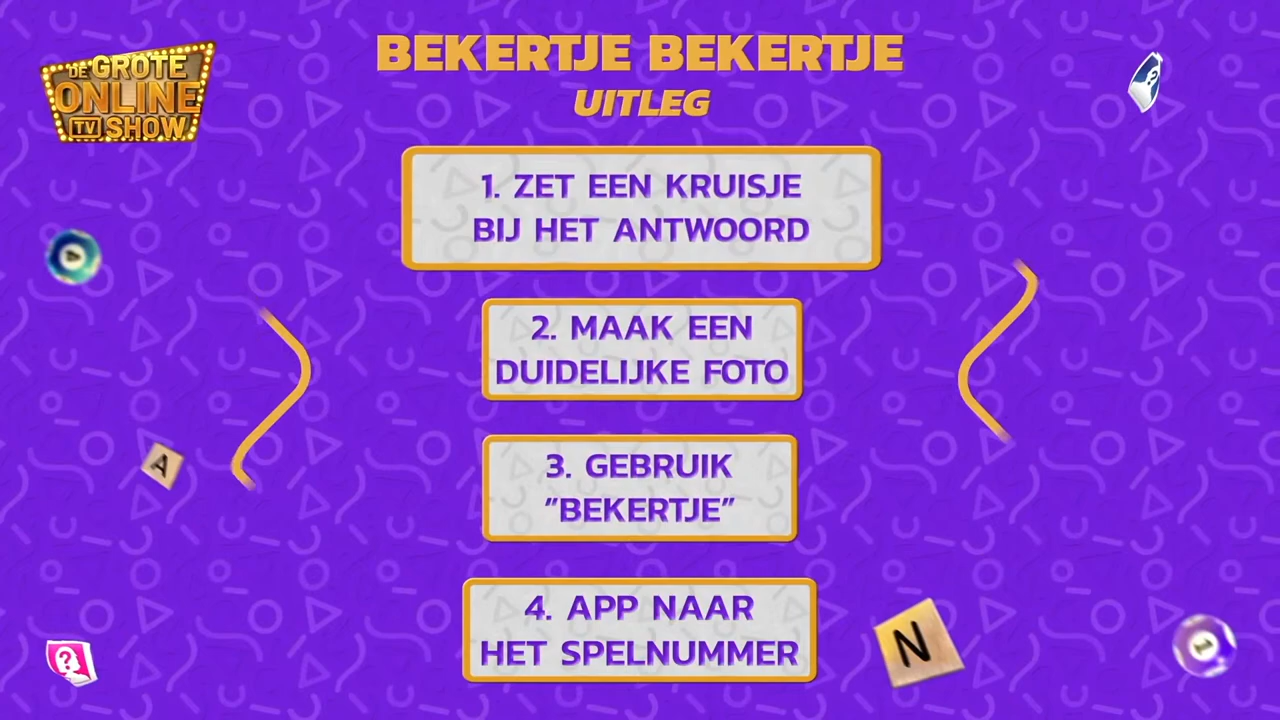 DE GROTE
ONLINE
TV SHOW
BEKERTJE BEKERTJE
UITLEG
1. ZET EEN KRUISJE
BIJ HET ANTWOORD
2. MAAK EEN
DUIDELIJKE FOTO
3. GEBRUIK
"BEKERTJE"
4. APP NAAR
HET SPELNUMMER
?
A
?
N
1